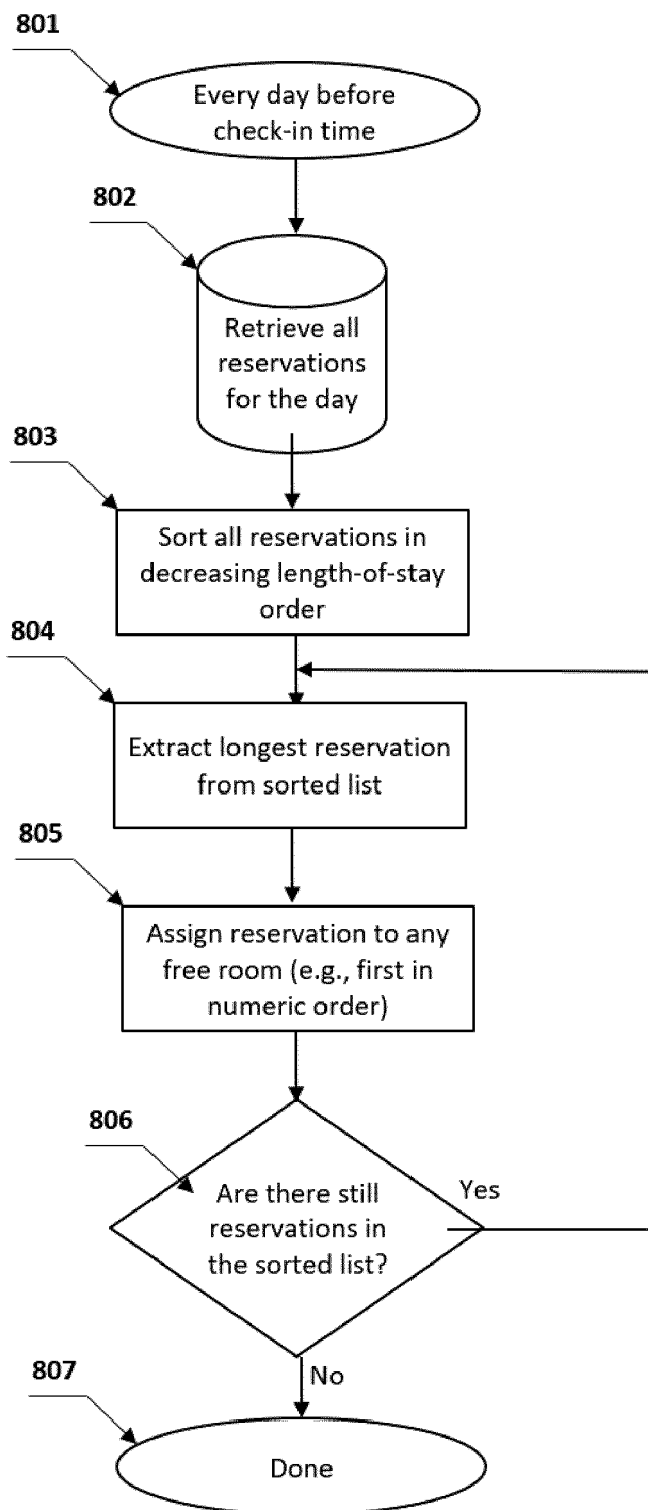 801
Every day before
check-in time
802
Retrieve all
reservations
for the day
803
Sort all reservations in
decreasing length-of-stay
order
804
Extract longest reservation
from sorted list
805
Assign reservation to any
free room (e.g., first in
numeric order)
806
Are there still
reservations in
the sorted list?
Yes
No
807
Done